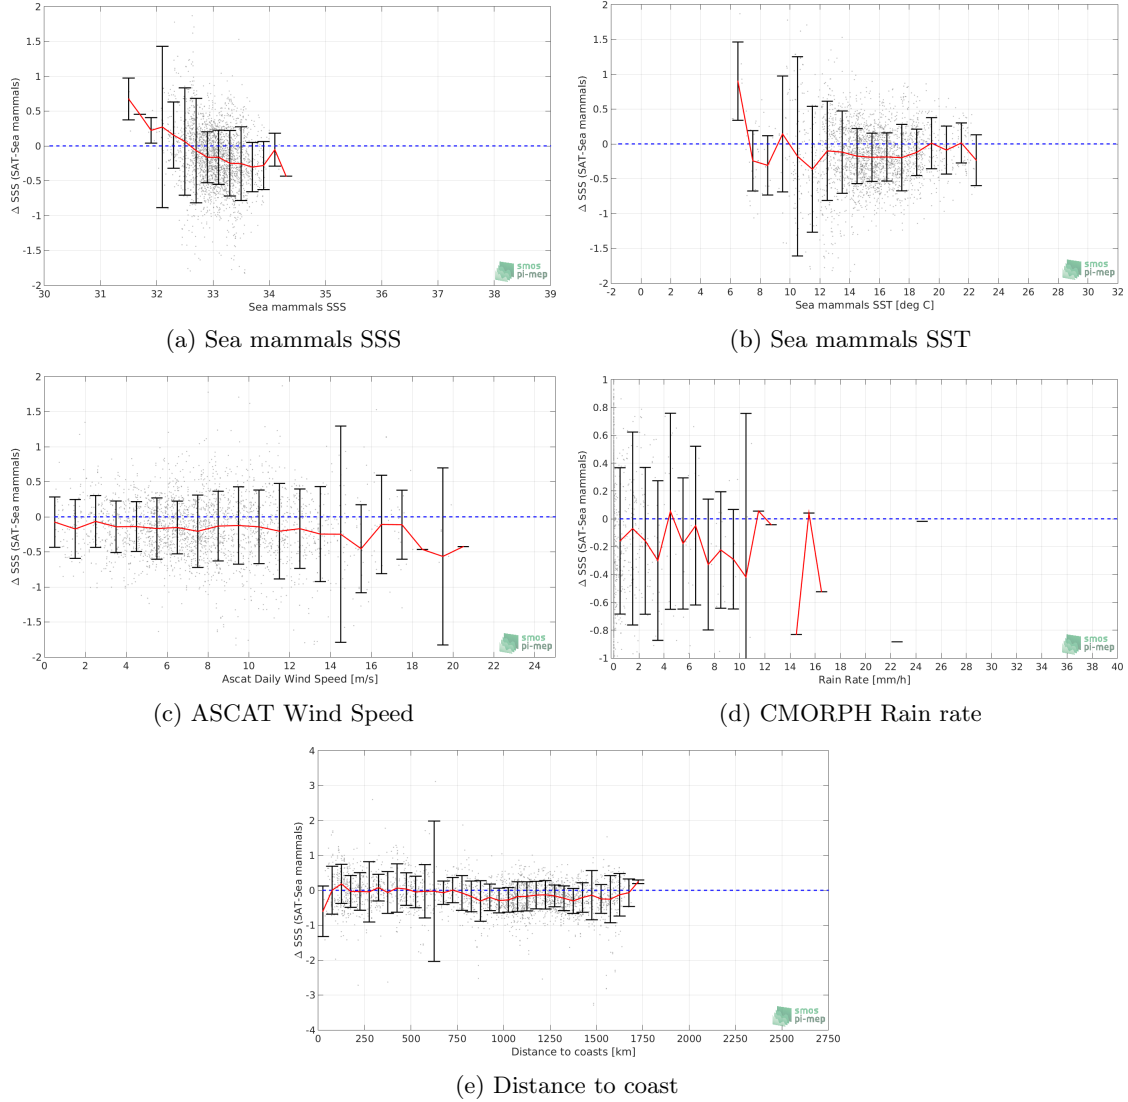 2
1.5
1
0.5
0
-0.5
-1
-1.5
-2
Δ SSS (SAT-Sea mammals)
30 31 32 33 34 35 36 37 38 39
Sea mammals SSS
smos
pi-mep
(a) Sea mammals SSS
2
1.5
1
0.5
0
-0.5
-1
-1.5
-2
Δ SSS (SAT-Sea mammals)
-2 0 2 4 6 8 10 12 14 16 18 20 22 24 26 28 30 32
Sea mammals SST [deg C]
smos
pi-mep
(b) Sea mammals SST
2
1.5
1
0.5
0
-0.5
-1
-1.5
-2
Δ SSS (SAT-Sea mammals)
0 2 4 6 8 10 12 14 16 18 20 22 24
Ascat Daily Wind Speed [m/s]
smos
pi-mep
(c) ASCAT Wind Speed
1
0.8
0.6
0.4
0.2
0
-0.2
-0.4
-0.6
-0.8
-1
Δ SSS (SAT-Sea mammals)
0 2 4 6 8 10 12 14 16 18 20 22 24 26 28 30 32 34 36 38 40
Rain Rate [mm/h]
smos
pi-mep
(d) CMORPH Rain rate
4
3
2
1
0
-1
-2
-3
-4
Δ SSS (SAT-Sea mammals)
0 250 500 750 1000 1250 1500 1750 2000 2250 2500 2750
Distance to coasts [km]
smos
pi-mep
(e) Distance to coast